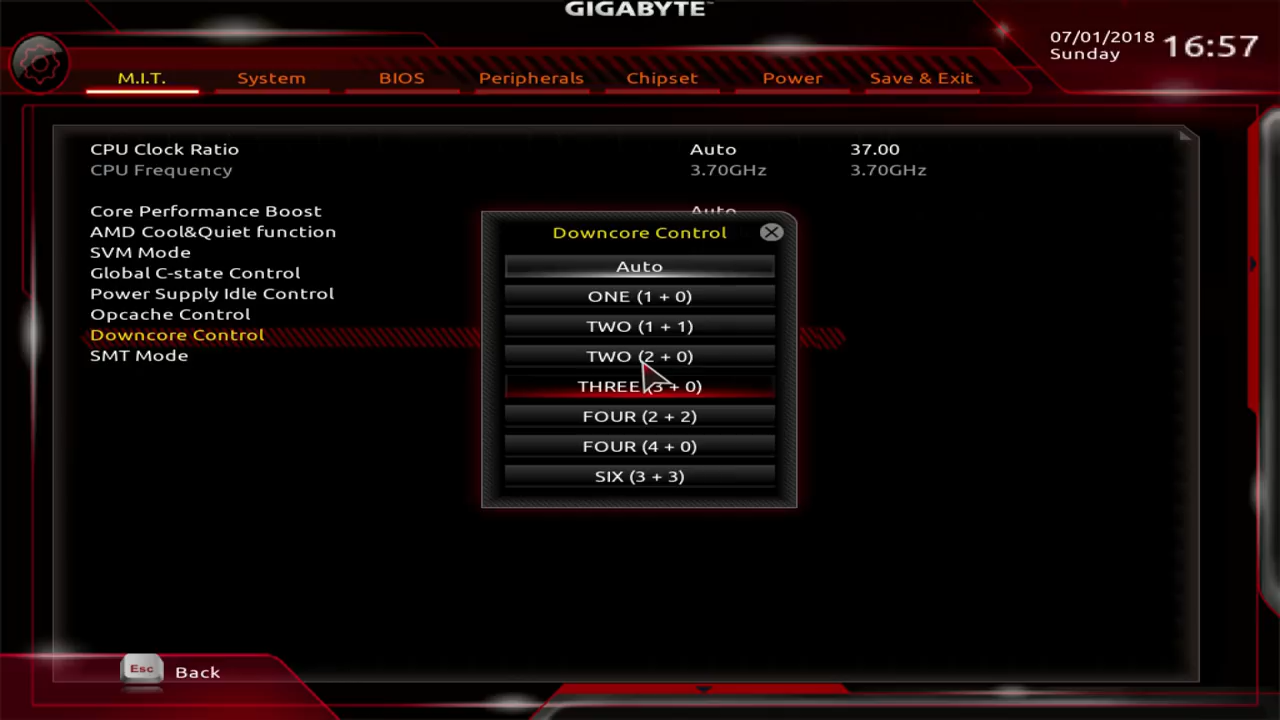 GIGABYTE™
07/01/2018
Sunday
16:57
M.I.T. System BIOS Peripherals Chipset Power Save & Exit
CPU Clock Ratio Auto 37.00
CPU Frequency 3.70GHz 3.70GHz
Core Performance Boost Auto
AMD Cool&Quiet function
SVM Mode
Global C-state Control
Power Supply Idle Control
Opcache Control
Downcore Control
SMT Mode
Downcore Control
Auto
ONE (1 + 0)
TWO (1 + 1)
TWO (2 + 0)
THREE (3 + 0)
FOUR (2 + 2)
FOUR (4 + 0)
SIX (3 + 3)
Esc Back